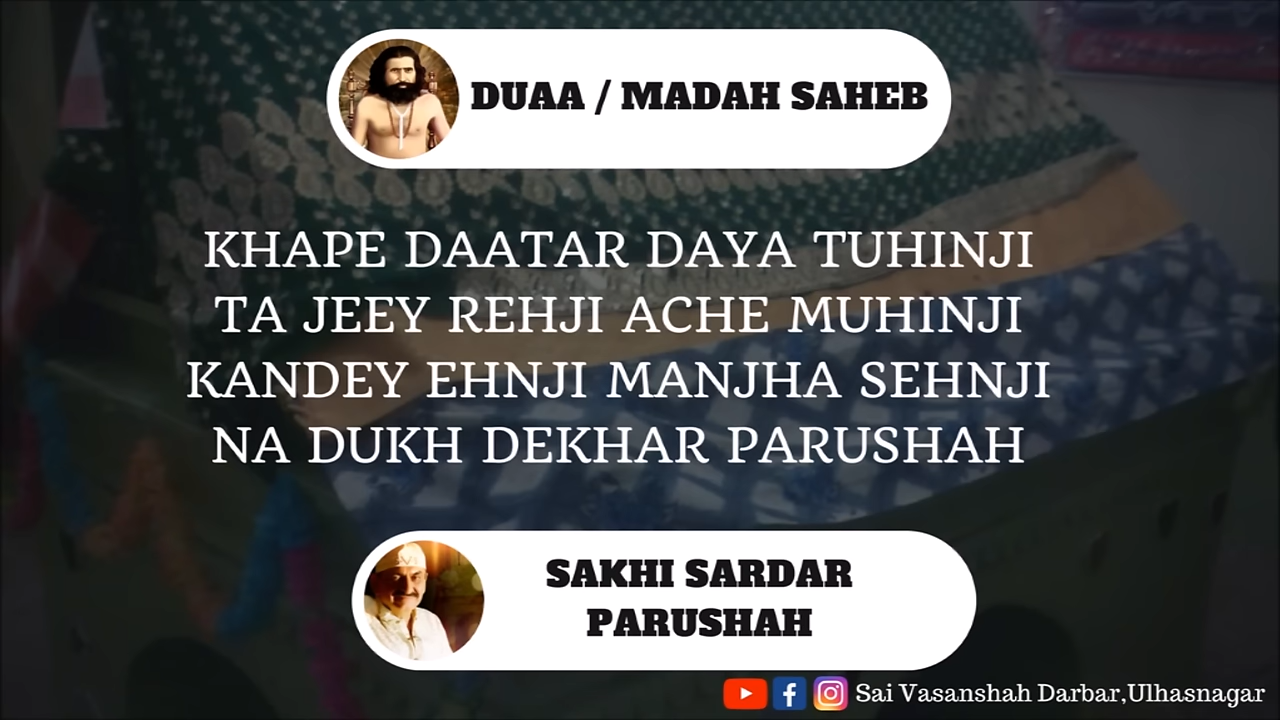 DUAA / MADAH SAHEB
KHAPE DAATAR DAYA TUHINJI
TA JEEY REHJI ACHE MUHINJI
KANDEY EHNJI MANJHA SEHNJI
NA DUKH DEKHAR PARUSHAH
SAKHI SARDAR
PARUSHAH
Sai Vasanshah Darbar,Ulhasnagar